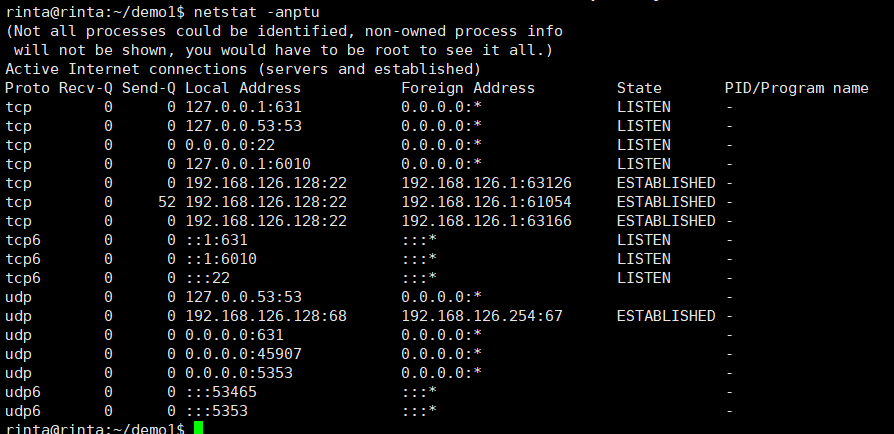 rinta@rinta:~/demo1$ netstat -anptu
(Not all processes could be identified, non-owned process info
 will not be shown, you would have to be root to see it all.)
Active Internet connections (servers and established)
Proto Recv-Q Send-Q Local Address           Foreign Address         State       PID/Program name
tcp        0      0 127.0.0.1:631           0.0.0.0:*               LISTEN      -
tcp        0      0 127.0.0.53:53           0.0.0.0:*               LISTEN      -
tcp        0      0 0.0.0.0:22              0.0.0.0:*               LISTEN      -
tcp        0      0 127.0.0.1:6010          0.0.0.0:*               LISTEN      -
tcp        0      0 192.168.126.128:22      192.168.126.1:63126     ESTABLISHED -
tcp        0     52 192.168.126.128:22      192.168.126.1:61054     ESTABLISHED -
tcp        0      0 192.168.126.128:22      192.168.126.1:63166     ESTABLISHED -
tcp6       0      0 ::1:631                 :::*                    LISTEN      -
tcp6       0      0 ::1:6010                :::*                    LISTEN      -
tcp6       0      0 :::22                   :::*                    LISTEN      -
udp        0      0 127.0.0.53:53           0.0.0.0:*                           -
udp        0      0 192.168.126.128:68      192.168.126.254:67      ESTABLISHED -
udp        0      0 0.0.0.0:631             0.0.0.0:*                           -
udp        0      0 0.0.0.0:45907           0.0.0.0:*                           -
udp        0      0 0.0.0.0:5353            0.0.0.0:*                           -
udp6       0      0 :::53465                :::*                                -
udp6       0      0 :::5353                 :::*                                -
rinta@rinta:~/demo1$